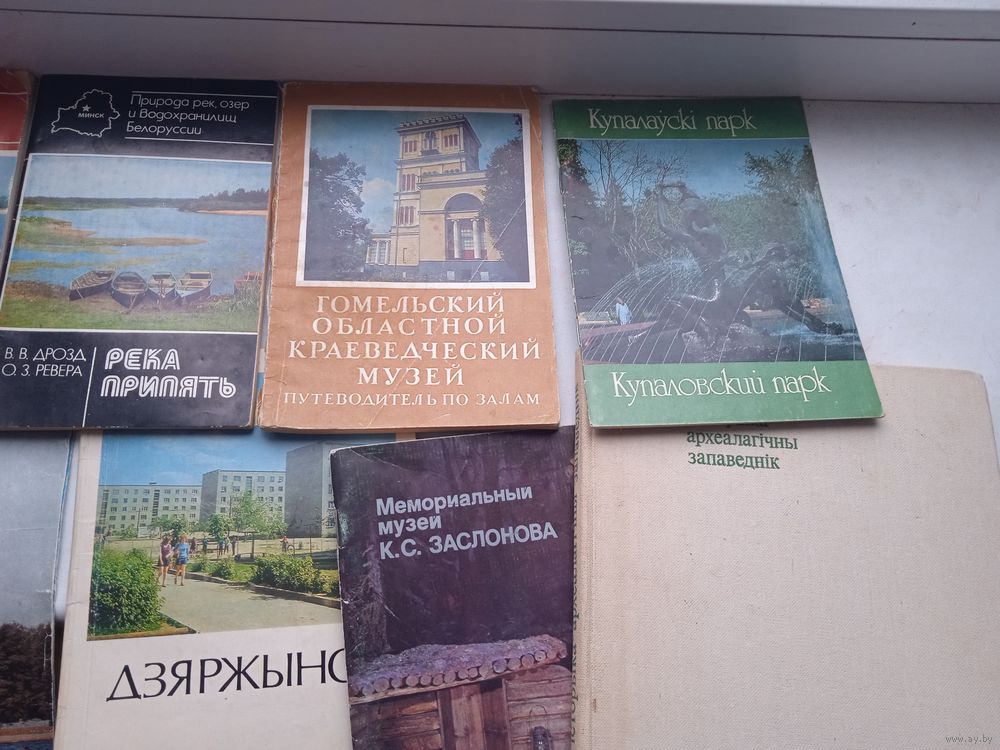 Природа рек, озер
и Водохранилищ
Белоруссии
МИНСК
В. В. ДРОЗД
О. З. РЕВЕРА
РЕКА
ПРИПЯТЬ
ГОМЕЛЬСКИЙ
ОБЛАСТНОЙ
КРАЕВЕДЧЕСКИЙ
МУЗЕЙ
ПУТЕВОДИТЕЛЬ ПО ЗАЛАМ
Купалаўскі парк
Купаловский парк
ДЗЯРЖЫНС
Мемориальный
музей
К.С. ЗАСЛОНОВА
археалагічны
запаведнік
www.ay.by